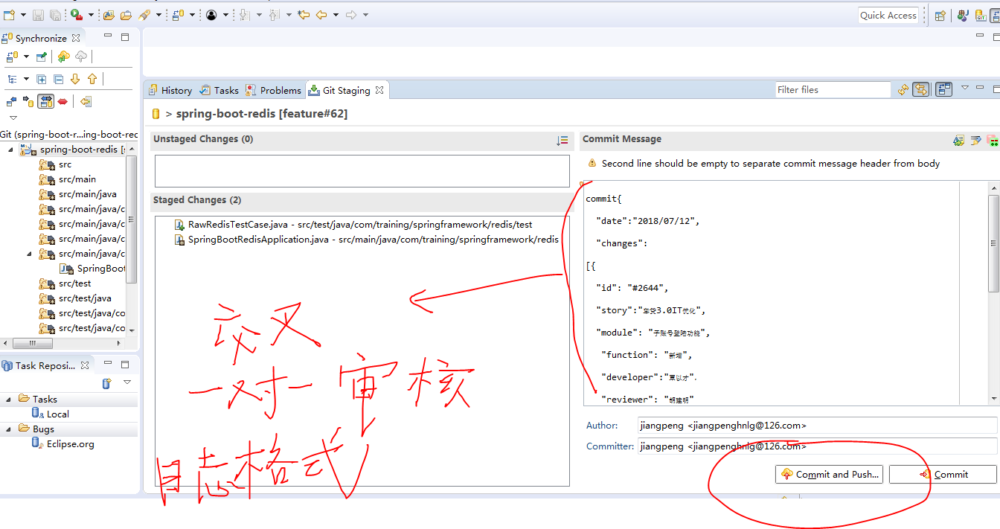 Quick Access
Synchronize
Git (spring-boot-r...ing-boot-rec
spring-boot-redis [
src
src/main
src/main/java
src/main/java/c
src/main/java/c
src/main/java/c
src/main/java/c
SpringBoot
src/test
src/test/java
src/test/java/co
src/test/java/co
Task Reposi...
Tasks
Local
Bugs
Eclipse.org
History
Tasks
Problems
Git Staging
Filter files
> spring-boot-redis [feature#62]
Unstaged Changes (0)
Staged Changes (2)
RawRedisTestCase.java - src/test/java/com/training/springframework/redis/test
SpringBootRedisApplication.java - src/main/java/com/training/springframework/redis
交叉
一对一 审核
日志格式
Commit Message
Second line should be empty to separate commit message header from body
commit{
"date":"2018/07/12",
"changes":
[{
"id": "#2644",
"story":"车贷3.0IT优化",
"module": "子账号登陆功能",
"function": "新增",
"developer":"以才",
"reviewer": "胡建明"
Author: jiangpeng <jiangpenghnlg@126.com>
Committer: jiangpeng <jiangpenghnlg@126.com>
Commit and Push...
Commit